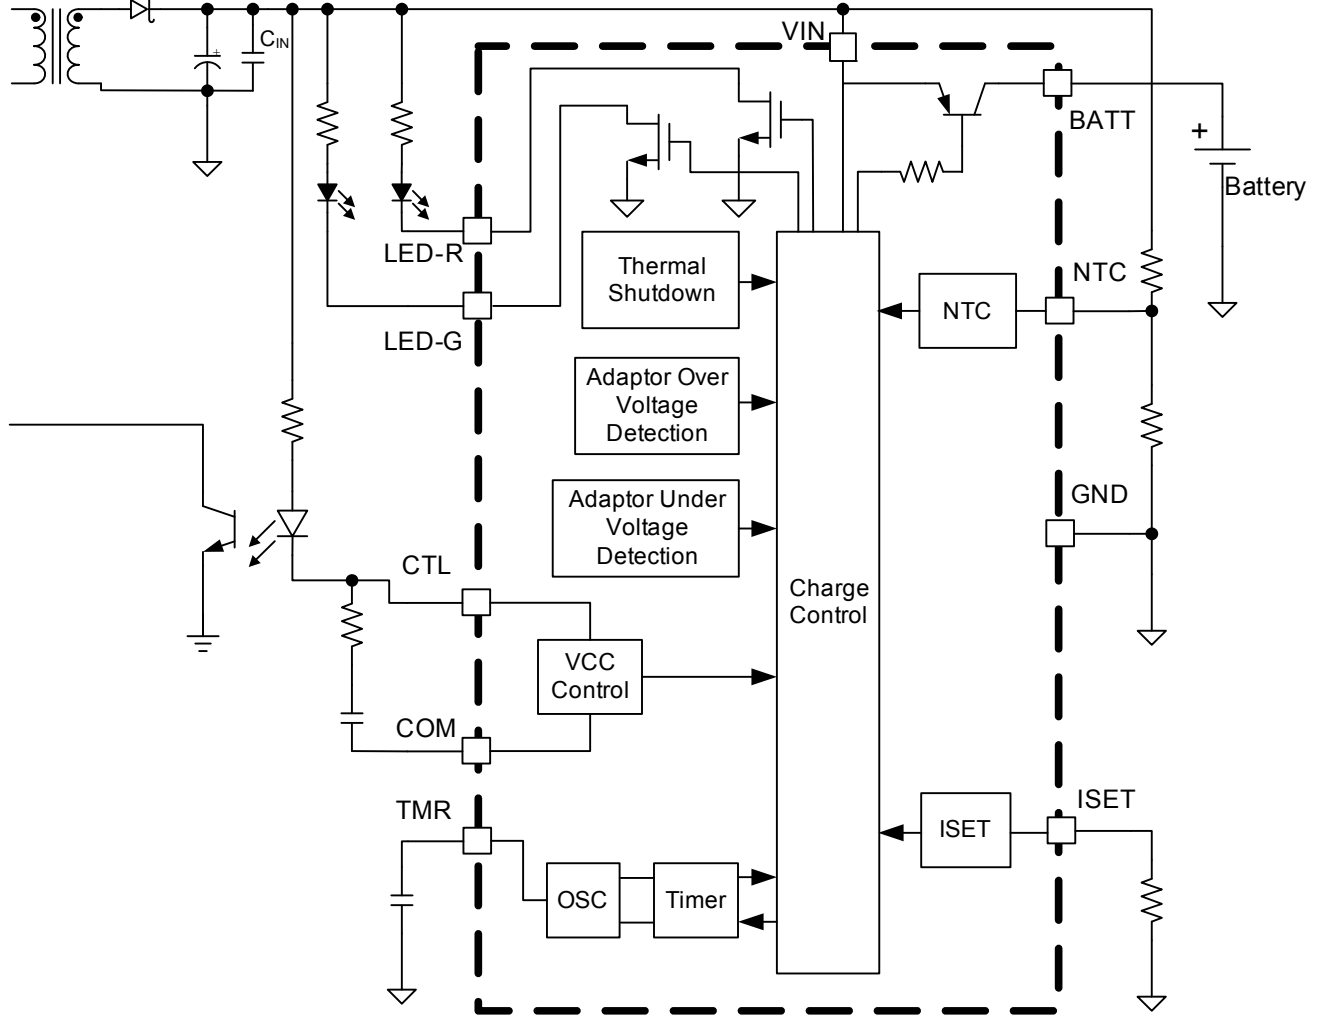 CIN
+
VIN
BATT
+
Battery
LED-R
LED-G
Thermal
Shutdown
NTC
NTC
Adaptor Over
Voltage
Detection
Adaptor Under
Voltage
Detection
GND
CTL
Charge
Control
VCC
Control
COM
TMR
ISET
ISET
OSC
Timer